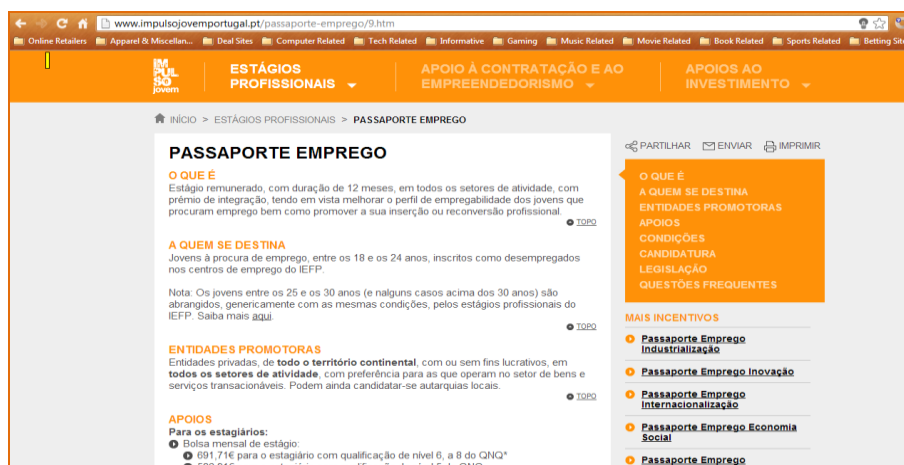 www.impulsojovemportugal.pt/passaporte-emprego/9.htm
Online Retailers Apparel & Miscellan... Deal Sites Computer Related Tech Related Informative Gaming Music Related Movie Related Book Related Sports Related Betting Site
IM
PUL
SO
jovem
ESTÁGIOS
PROFISSIONAIS
APOIO À CONTRATAÇÃO E AO
EMPREENDEDORISMO
APOIOS AO
INVESTIMENTO
INÍCIO > ESTÁGIOS PROFISSIONAIS > PASSAPORTE EMPREGO
PASSAPORTE EMPREGO
O QUE É
Estágio remunerado, com duração de 12 meses, em todos os setores de atividade, com
prémio de integração, tendo em vista melhorar o perfil de empregabilidade dos jovens que
procuram emprego bem como promover a sua inserção ou reconversão profissional.
TOPO
A QUEM SE DESTINA
Jovens à procura de emprego, entre os 18 e os 24 anos, inscritos como desempregados
nos centros de emprego do IEFP.
Nota: Os jovens entre os 25 e os 30 anos (e nalguns casos acima dos 30 anos) são
abrangidos, genericamente com as mesmas condições, pelos estágios profissionais do
IEFP. Saiba mais aqui.
TOPO
ENTIDADES PROMOTORAS
Entidades privadas, de todo o território continental, com ou sem fins lucrativos, em
todos os setores de atividade, com preferência para as que operam no setor de bens e
serviços transacionáveis. Podem ainda candidatar-se autarquias locais.
TOPO
APOIOS
Para os estagiários:
Bolsa mensal de estágio:
691,71€ para o estagiário com qualificação de nível 6, a 8 do QNQ*
PARTILHAR ENVIAR IMPRIMIR
O QUE É
A QUEM SE DESTINA
ENTIDADES PROMOTORAS
APOIOS
CONDIÇÕES
CANDIDATURA
LEGISLAÇÃO
QUESTÕES FREQUENTES
MAIS INCENTIVOS
Passaporte Emprego
Industrialização
Passaporte Emprego Inovação
Passaporte Emprego
Internacionalização
Passaporte Emprego Economia
Social
Passaporte Emprego